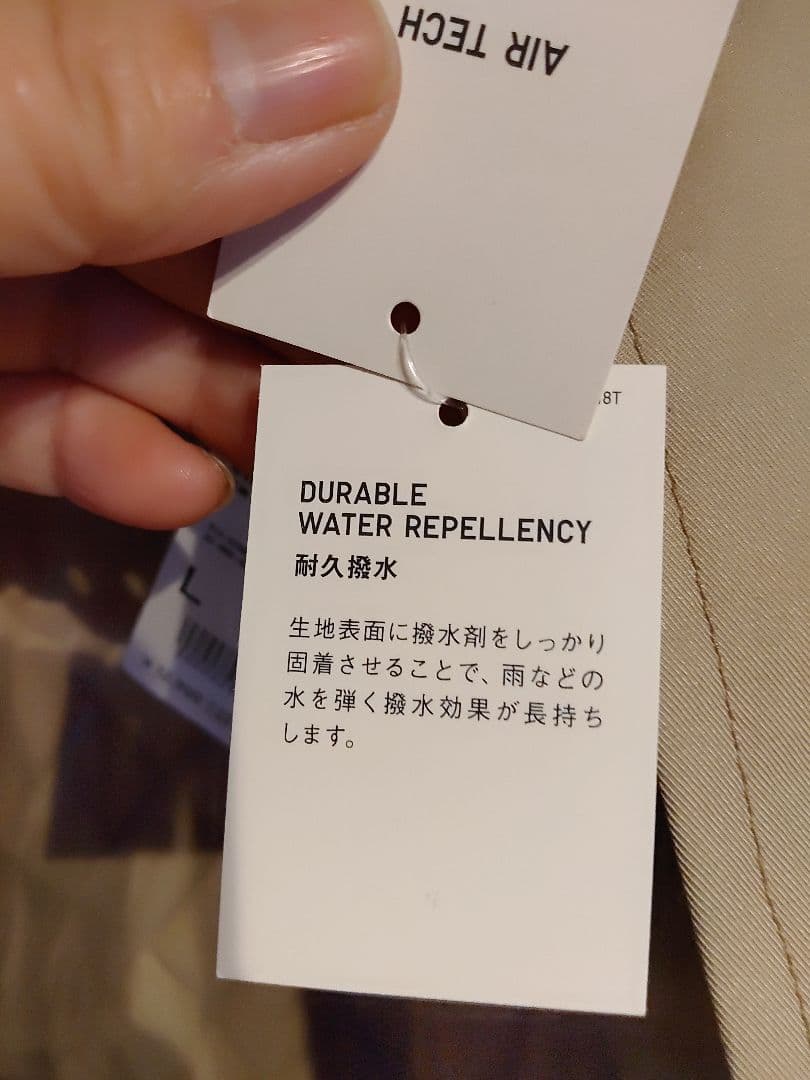 AIR TECH
8T
DURABLE
WATER REPELLENCY
耐久撥水
生地表面に撥水剤をしっかり
固着させることで、雨などの
水を弾く撥水効果が長持ち
します。
L